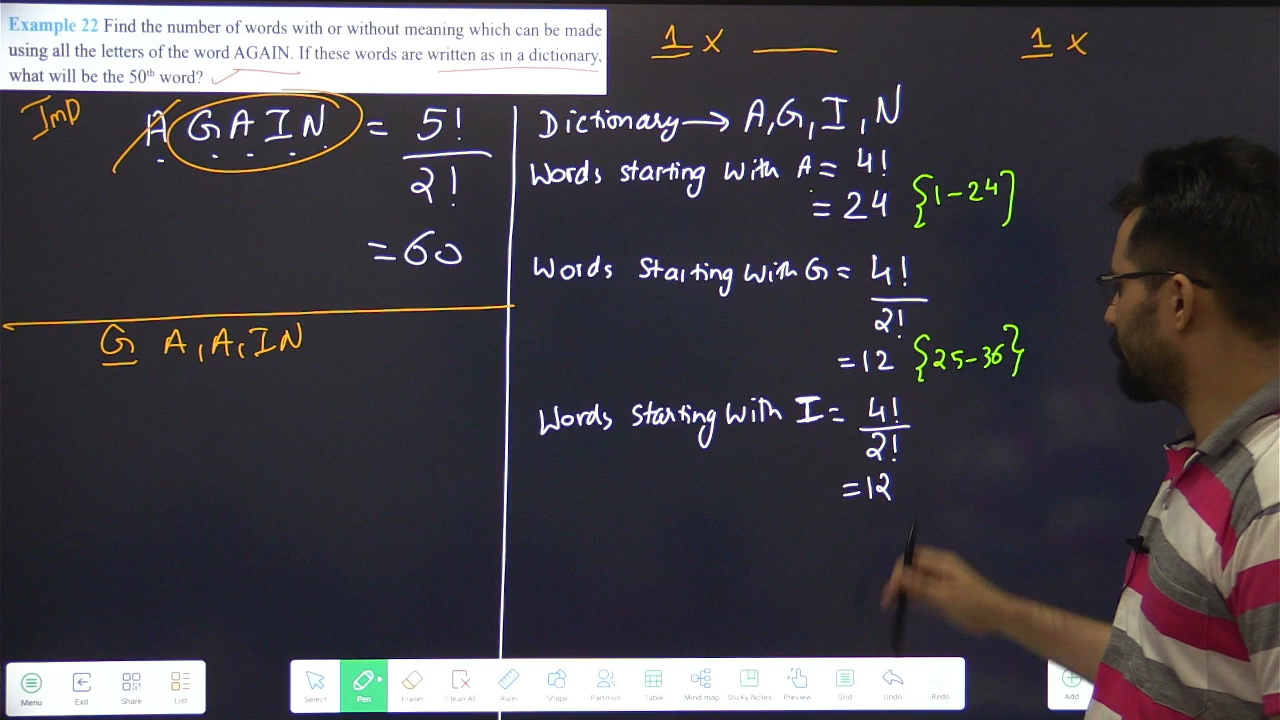 Example 22 Find the number of words with or without meaning which can be made
using all the letters of the word AGAIN. If these words are written as in a dictionary,
what will be the 50th word?
Imp
A G A I N = 5!
2!
= 60
G A, A, I N
1 × ____
1 ×
Dictionary → A, G, I, N
Words starting with A = 4!
= 24 {1-24}
Words starting with G = 4!
2!
= 12 {25-36}
Words starting with I = 4!
2!
= 12
Menu Exit Share List
Select Pen Eraser Clean All Ruler Shape Partition Table Mind map Sticky Notes Preview Grid Undo Redo
Add